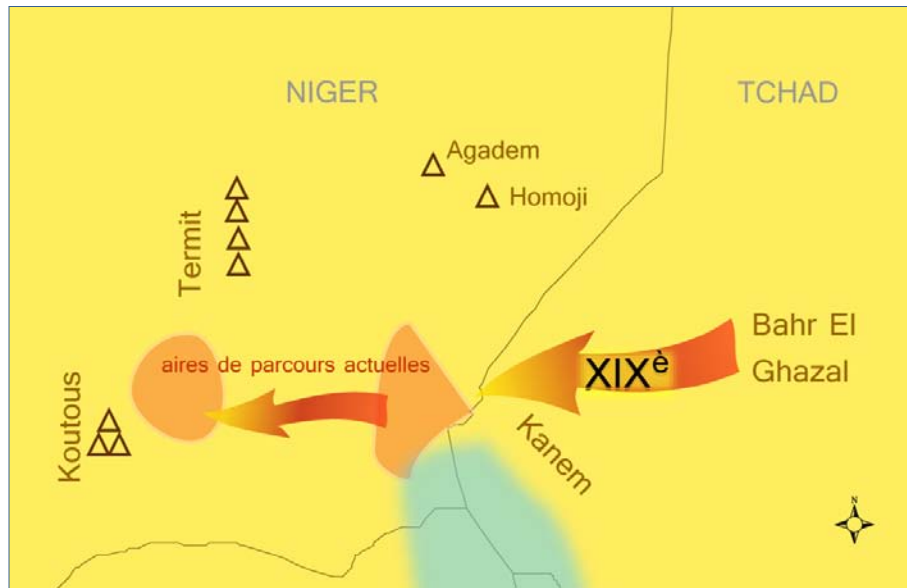 NIGER
TCHAD
Agadem
Homoji
Termit
Bahr El
Ghazal
aires de parcours actuelles
XIXè
Kanem
Koutous
N